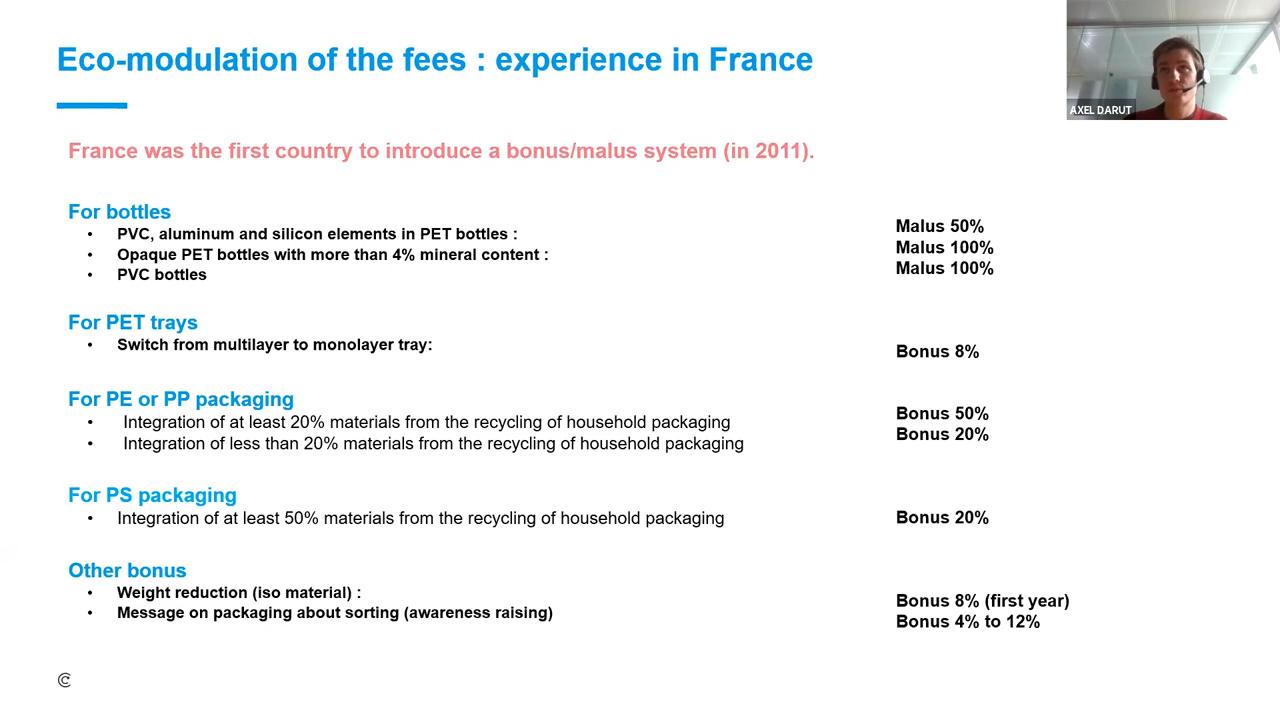 Eco-modulation of the fees : experience in France
AXEL DARUT
France was the first country to introduce a bonus/malus system (in 2011).
For bottles
• PVC, aluminum and silicon elements in PET bottles : Malus 50%
• Opaque PET bottles with more than 4% mineral content : Malus 100%
• PVC bottles Malus 100%
For PET trays
• Switch from multilayer to monolayer tray: Bonus 8%
For PE or PP packaging
• Integration of at least 20% materials from the recycling of household packaging Bonus 50%
• Integration of less than 20% materials from the recycling of household packaging Bonus 20%
For PS packaging
• Integration of at least 50% materials from the recycling of household packaging Bonus 20%
Other bonus
• Weight reduction (iso material) : Bonus 8% (first year)
• Message on packaging about sorting (awareness raising) Bonus 4% to 12%